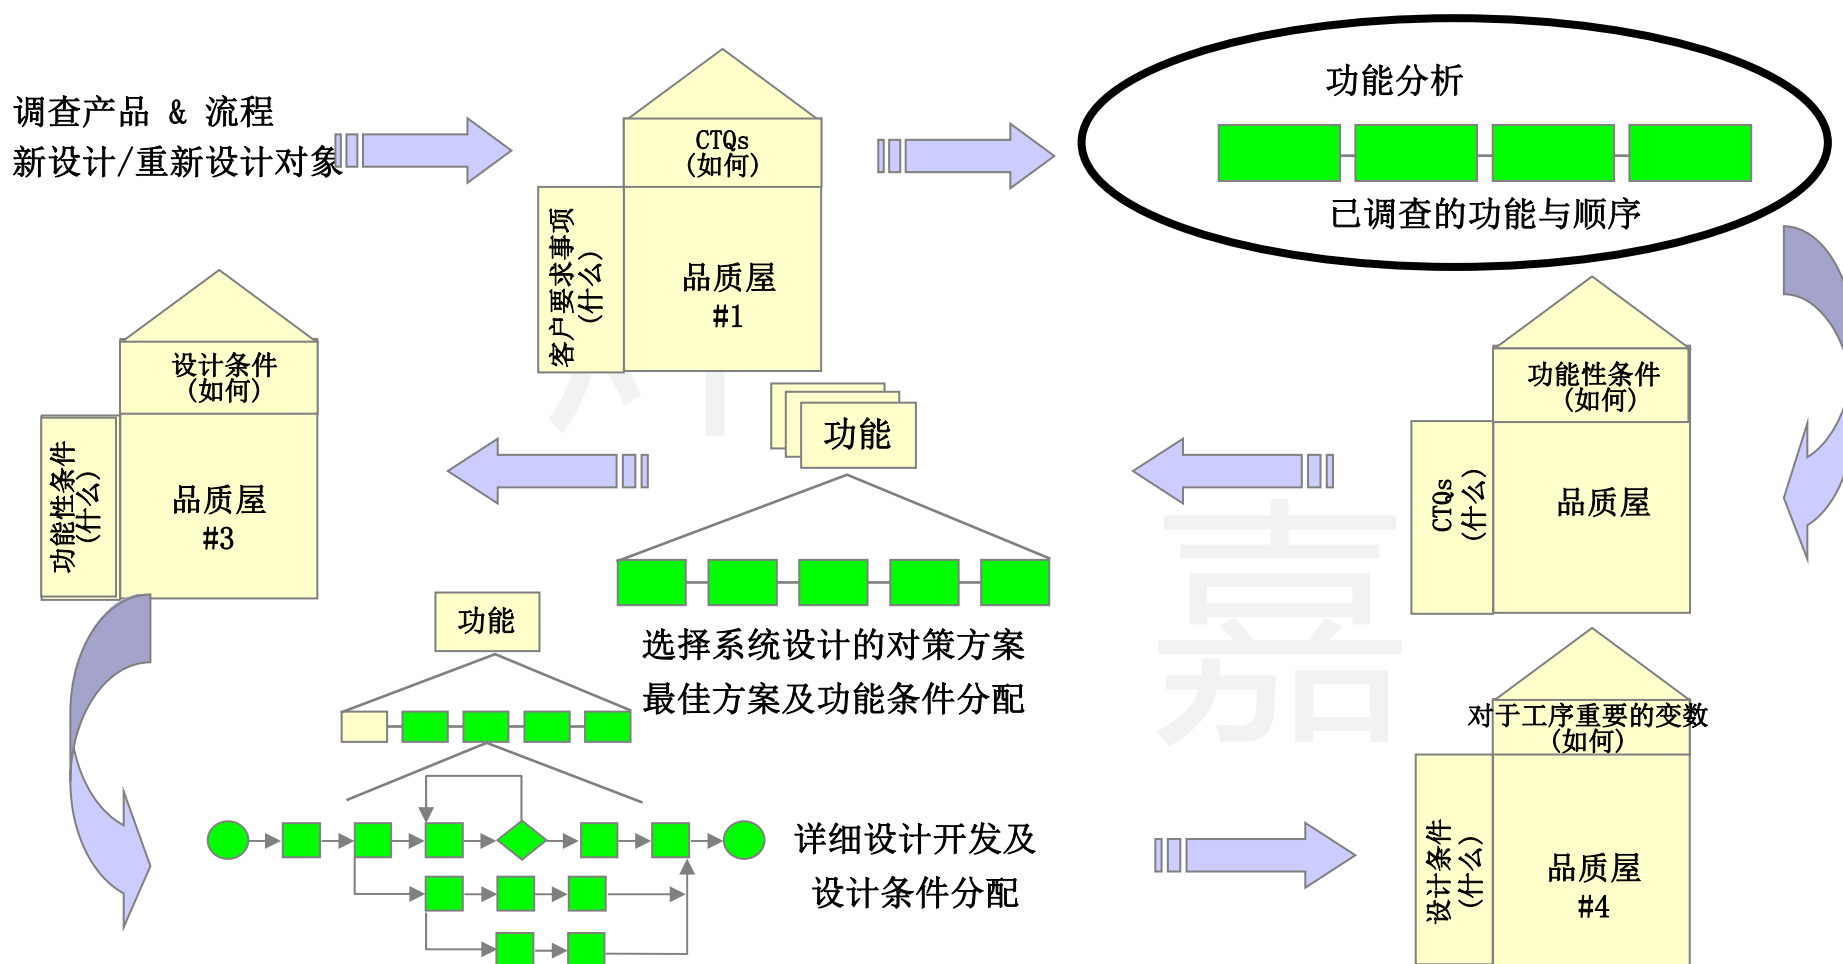 调查产品 & 流程
新设计/重新设计对象
CTQs
(如何)
客户要求事项
(什么)
品质屋
#1
功能分析
已调查的功能与顺序
功能性条件
(如何)
CTQs
(什么)
品质屋
功能
选择系统设计的对策方案
最佳方案及功能条件分配
设计条件
(如何)
功能性条件
(什么)
品质屋
#3
功能
详细设计开发及
设计条件分配
对于工序重要的变数
(如何)
设计条件
(什么)
品质屋
#4
嘉